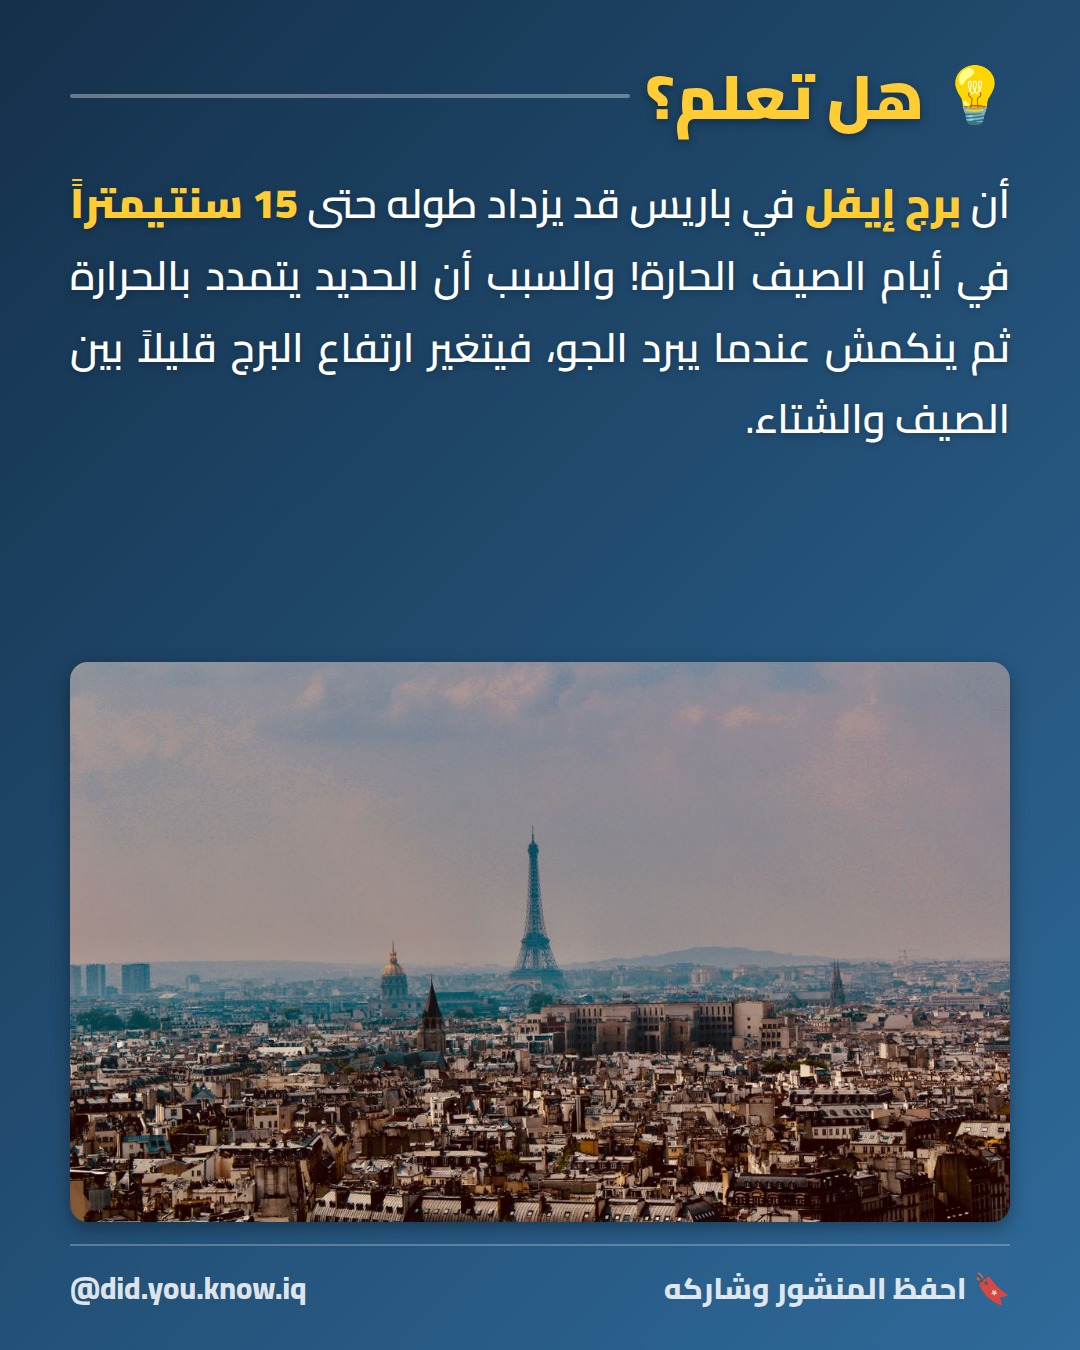 💡 هل تعلم؟
أن برج إيفل في باريس قد يزداد طوله حتى 15 سنتيمتراً
في أيام الصيف الحارة! والسبب أن الحديد يتمدد بالحرارة
ثم ينكمش عندما يبرد الجو، فيتغير ارتفاع البرج قليلاً بين
الصيف والشتاء.
🔖 احفظ المنشور وشاركه
@did.you.know.iq